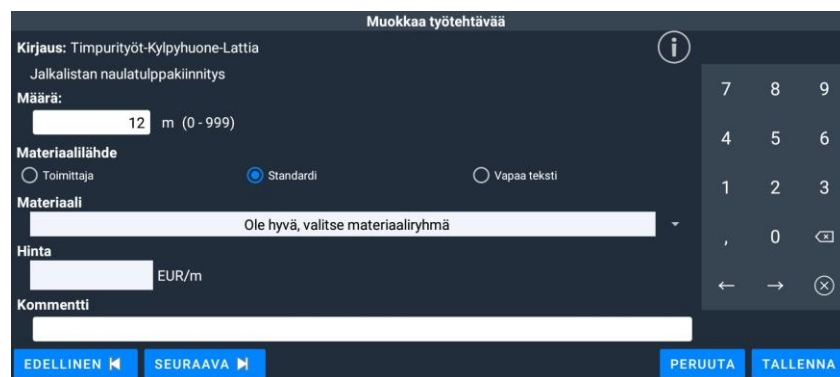 Muokkaa työtehtävää
Kirjaus: Timpurityöt-Kylpyhuone-Lattia
i
Jalkalistan naulatulppakiinnitys
Määrä:
12 m (0 - 999)
Materiaalilähde
Toimittaja Standardi Vapaa teksti
Materiaali
Ole hyvä, valitse materiaaliryhmä
Hinta
EUR/m
Kommentti
EDELLINEN SEURAAVA PERUUTA TALLENNA
7 8 9
4 5 6
1 2 3
, 0